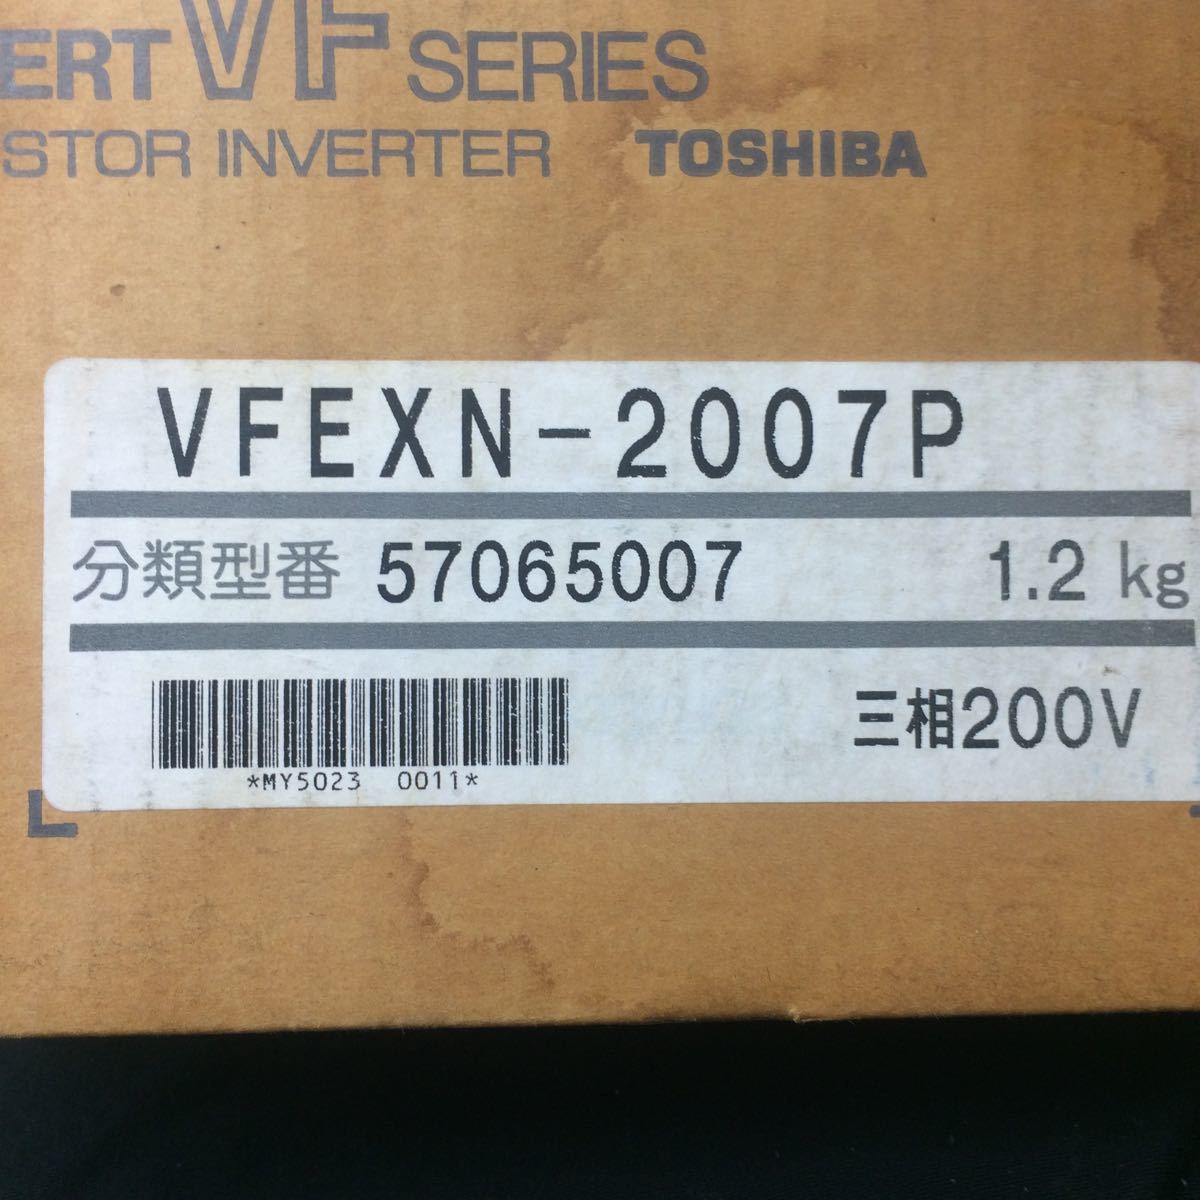 ERT VF SERIES
STOR INVERTER TOSHIBA
VFEXN-2007P
分類型番 57065007 1.2 kg
三相200V
*MY5023 0011*